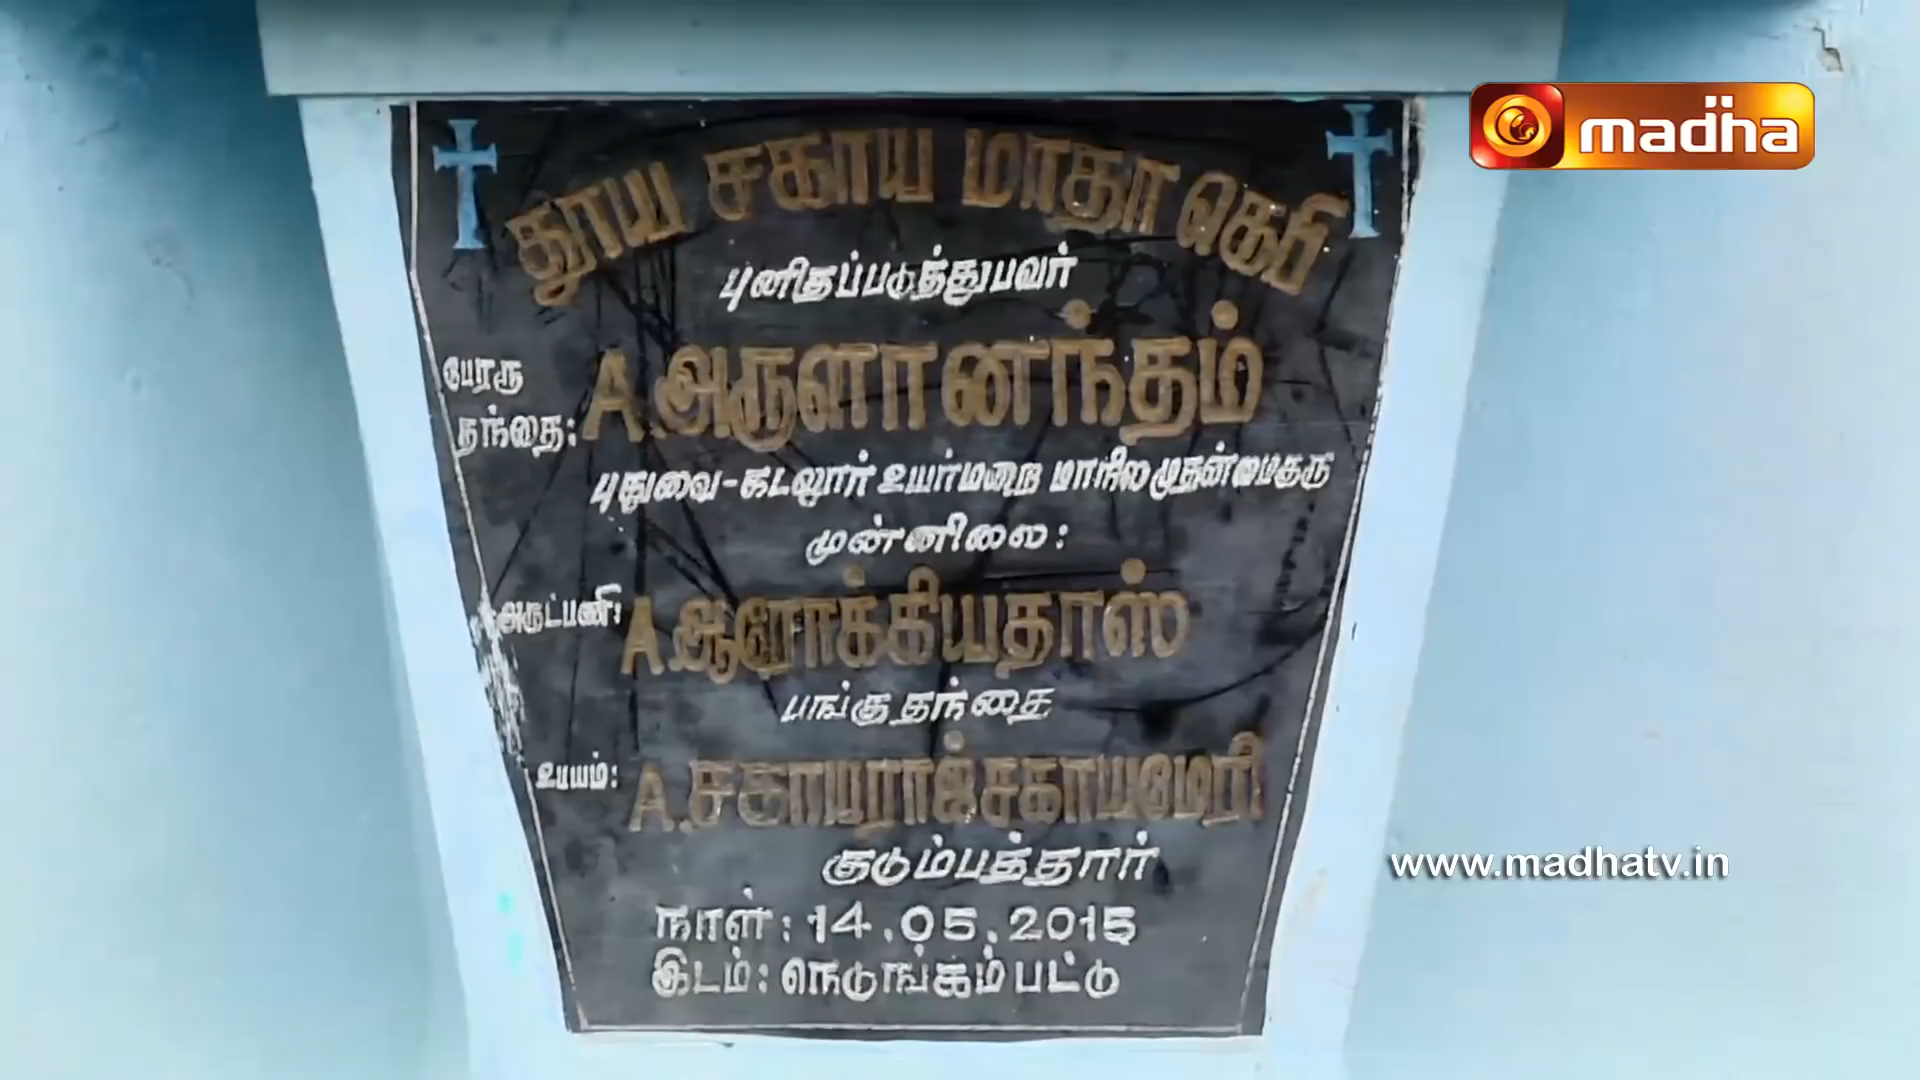 தூய சகாய மாதா கெபி
புனிதப்படுத்துபவர்
பேரரு
தந்தை: A.அருளானந்தம்
புதுவை-கடலூர் உயர்மறை மாநில முதன்மைகுரு
முன்னிலை:
அருட்பணி: A.ஆரோக்கியதாஸ்
பங்குதந்தை
உபயம்: A.சகாயராஜ்சகாயமேரி
குடும்பத்தார்
நாள்: 14.05.2015
இடம்: நெடுங்கம்பட்டு
madha
www.madhatv.in